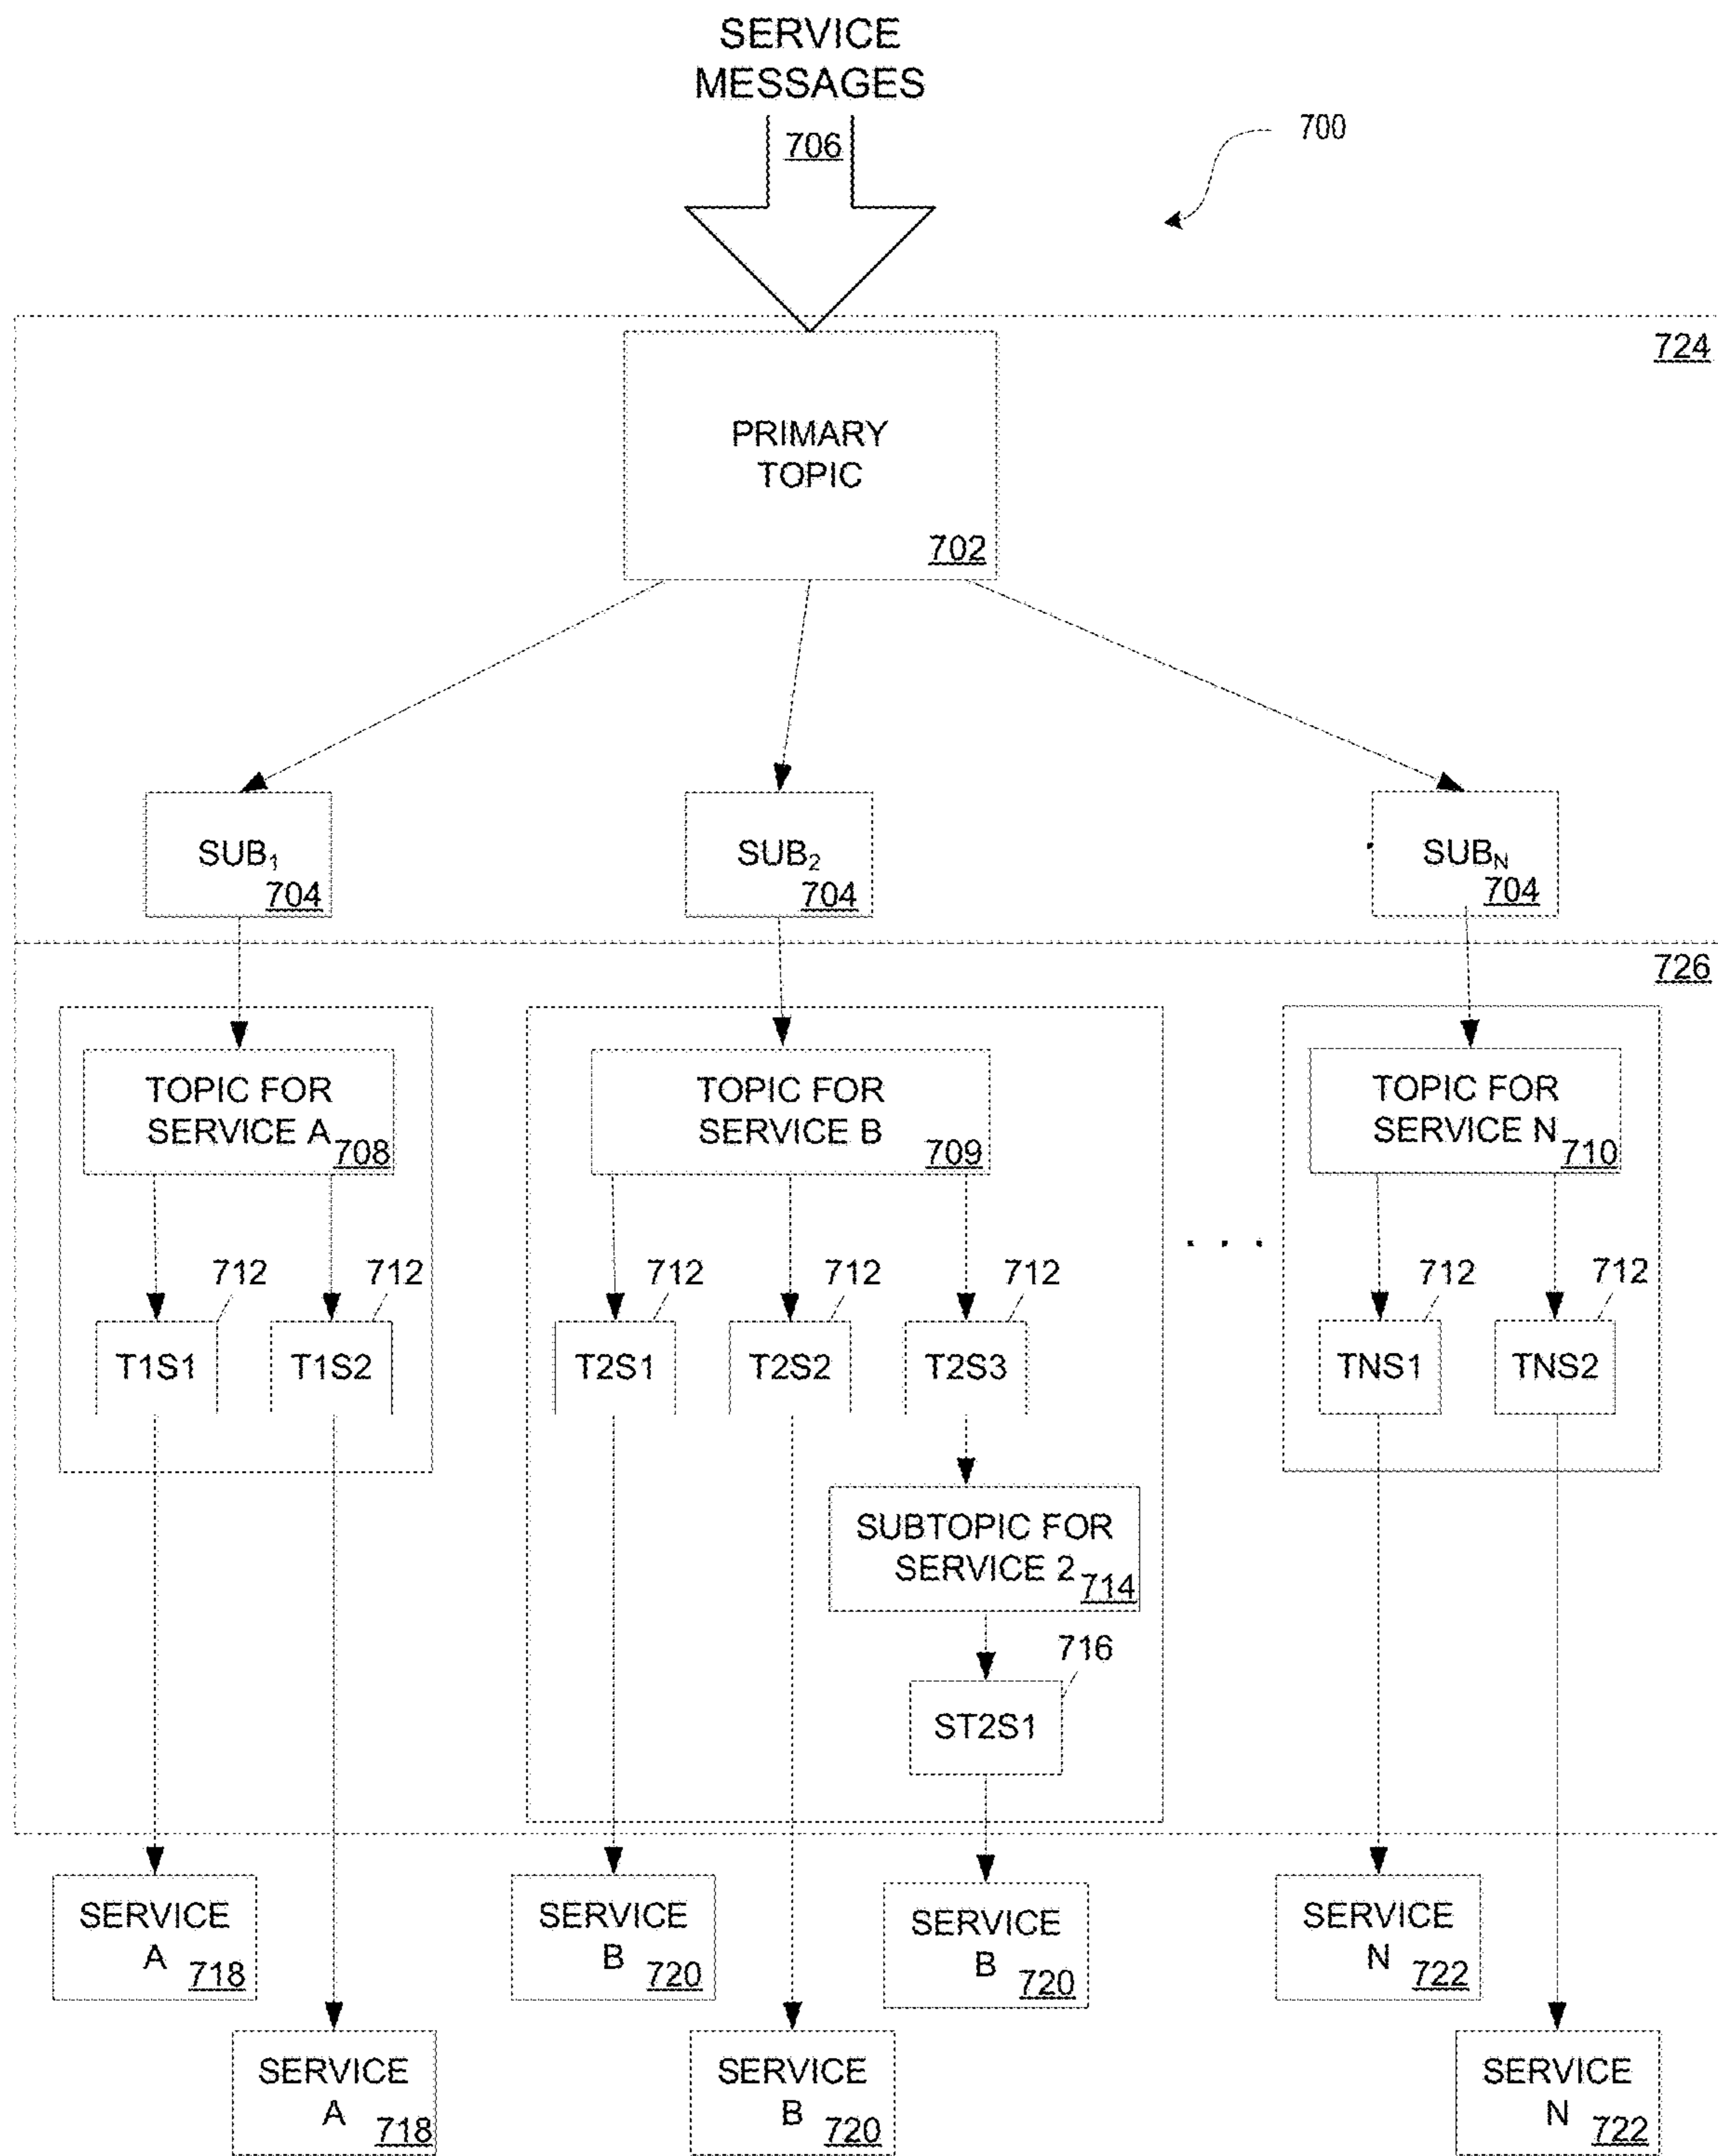 SERVICE
MESSAGES
706
700
724
PRIMARY
TOPIC
702
SUB₁
704
SUB₂
704
SUB_N
704
726
TOPIC FOR
SERVICE A
708
TOPIC FOR
SERVICE B
709
TOPIC FOR
SERVICE N
710
. . .
712
712
712
712
712
712
712
T1S1
T1S2
T2S1
T2S2
T2S3
TNS1
TNS2
SUBTOPIC FOR
SERVICE 2
714
716
ST2S1
SERVICE
A
718
SERVICE
B
720
SERVICE
B
720
SERVICE
N
722
SERVICE
A
718
SERVICE
B
720
SERVICE
N
722